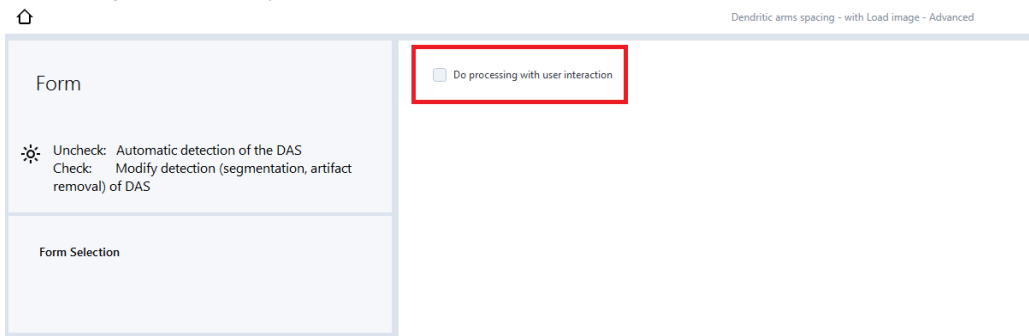 Dendritic arms spacing - with Load image - Advanced
Form
Uncheck: Automatic detection of the DAS
Check: Modify detection (segmentation, artifact
removal) of DAS
Form Selection
Do processing with user interaction